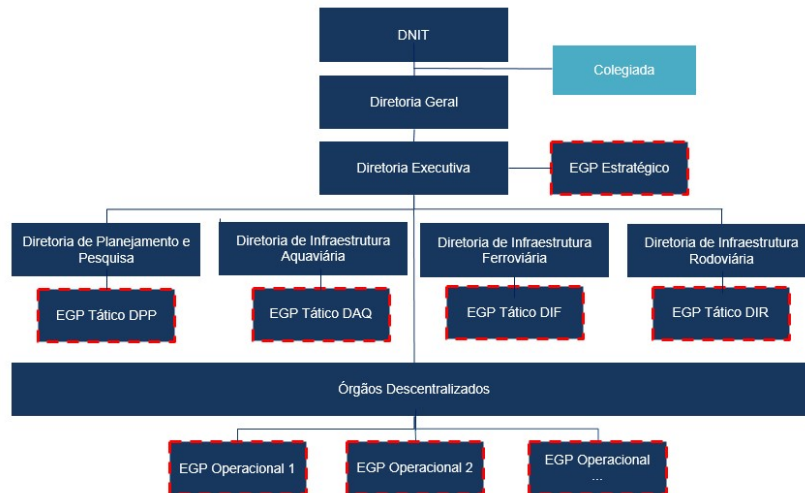 DNIT
Colegiada
Diretoria Geral
Diretoria Executiva
EGP Estratégico
Diretoria de Planejamento e
Pesquisa
Diretoria de Infraestrutura
Aquaviária
Diretoria de Infraestrutura
Ferroviária
Diretoria de Infraestrutura
Rodoviária
EGP Tático DPP
EGP Tático DAQ
EGP Tático DIF
EGP Tático DIR
Órgãos Descentralizados
EGP Operacional 1
EGP Operacional 2
EGP Operacional
...